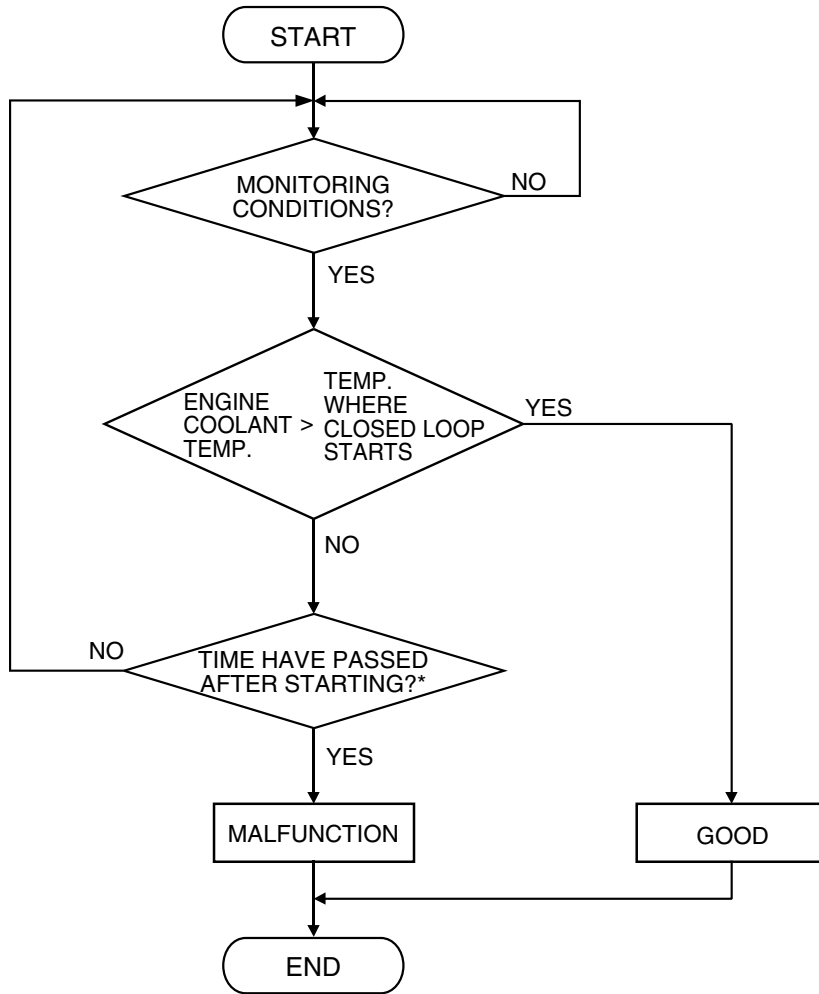 START
MONITORING
CONDITIONS?
NO
YES
ENGINE
COOLANT >
TEMP.
TEMP.
WHERE
CLOSED LOOP
STARTS
YES
NO
NO
TIME HAVE PASSED
AFTER STARTING?*
YES
MALFUNCTION
GOOD
END